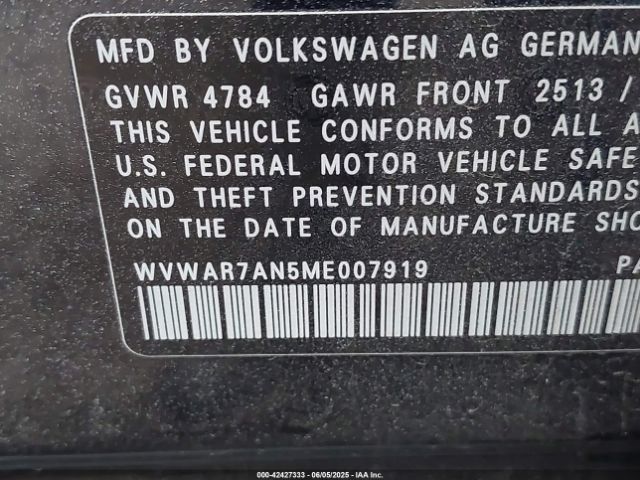 MFD BY VOLKSWAGEN AG GERMAN
GVWR 4784 GAWR FRONT 2513 /
THIS VEHICLE CONFORMS TO ALL A
U.S. FEDERAL MOTOR VEHICLE SAFE
AND THEFT PREVENTION STANDARDS
ON THE DATE OF MANUFACTURE SHO
WVWAR7AN5ME007919 PA
000-42427333 - 06/05/2025 - IAA Inc.